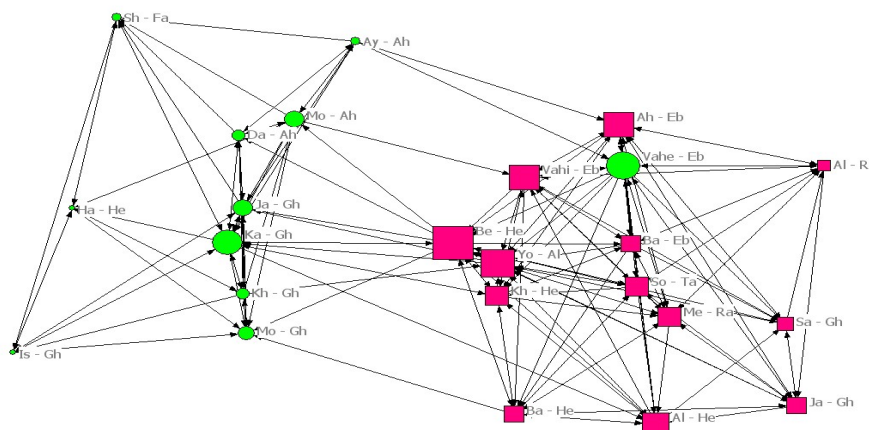 Sh - Fa
Ay - Ah
Mo - Ah
Da - Ah
Ah - Eb
Vahe - Eb
Vahi - Eb
Al - R
Ha - He
Ja - Gh
Ka - Gh
Be - He
Ba - Eb
Yo - Al
So - Ta
Kh - Gh
Kh - He
Me - Ra
Sa - Gh
Mo - Gh
Is - Gh
Ba - He
Al - He
Ja - Gh